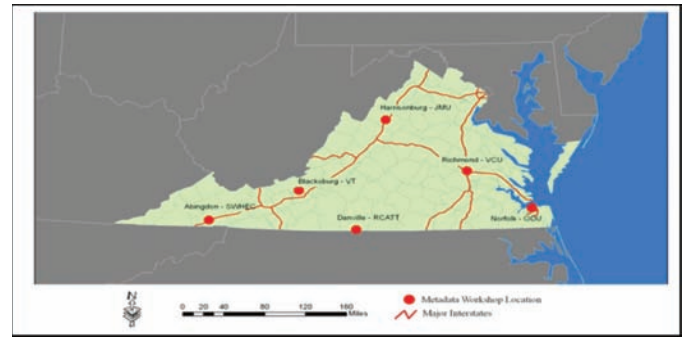 Harrisonburg - JMU
Richmond - VCU
Blacksburg - VT
Abingdon - SWHEC
Danville - RCATT
Norfolk - ODU
N
0 20 40 80 120 160
Miles
Metadata Workshop Location
Major Interstates